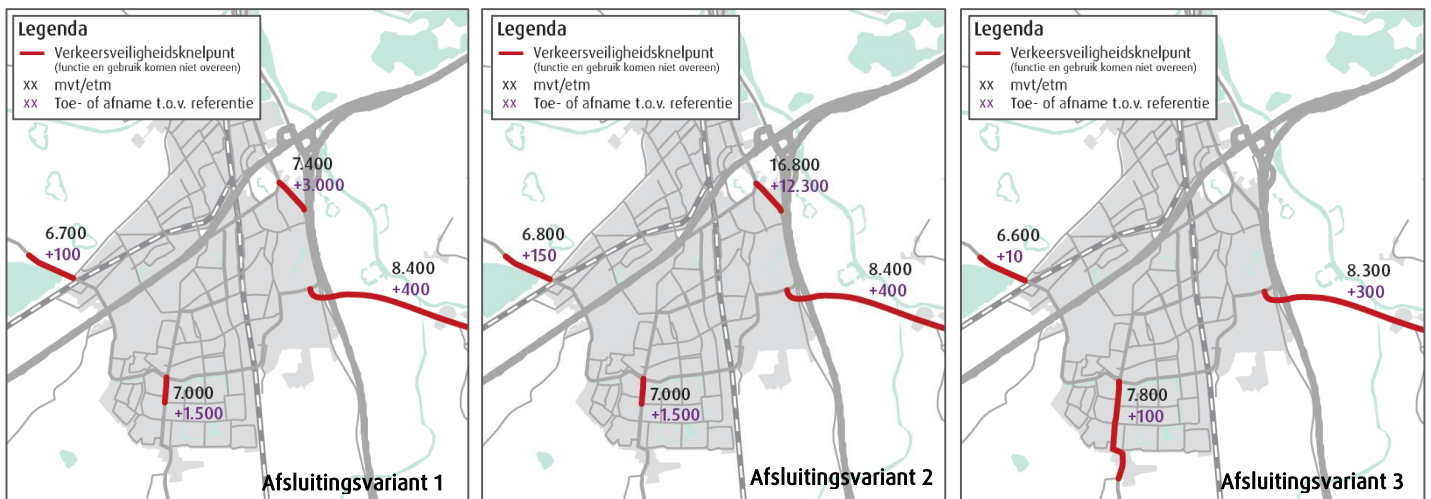 Legenda
Verkeersveiligheidsknelpunt
(functie en gebruik komen niet overeen)
xx mvt/etm
xx Toe- of afname t.o.v. referentie
7.400
+3.000
6.700
+100
8.400
+400
7.000
+1.500
Afsluitingsvariant 1
Legenda
Verkeersveiligheidsknelpunt
(functie en gebruik komen niet overeen)
xx mvt/etm
xx Toe- of afname t.o.v. referentie
16.800
+12.300
6.800
+150
8.400
+400
7.000
+1.500
Afsluitingsvariant 2
Legenda
Verkeersveiligheidsknelpunt
(functie en gebruik komen niet overeen)
xx mvt/etm
xx Toe- of afname t.o.v. referentie
6.600
+10
8.300
+300
7.800
+100
Afsluitingsvariant 3